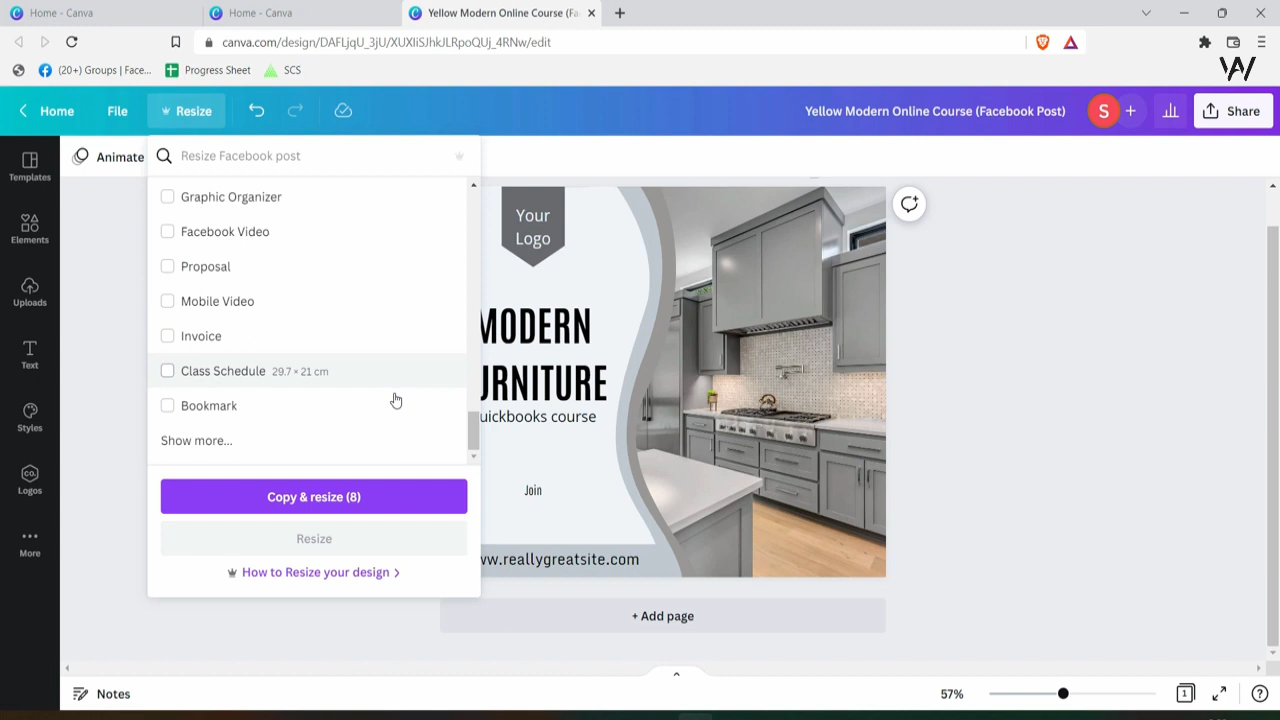 Home - Canva
Home - Canva
Yellow Modern Online Course (Fa
canva.com/design/DAFLjqU_3jU/XUXIiSJhkJLRpoQUj_4RNw/edit
(20+) Groups | Face...
Progress Sheet
SCS
Home
File
Resize
Yellow Modern Online Course (Facebook Post)
S
Share
Templates
Elements
Uploads
Text
Styles
CO.
Logos
More
Animate
Resize Facebook post
Graphic Organizer
Facebook Video
Proposal
Mobile Video
Invoice
Class Schedule 29.7 × 21 cm
Bookmark
Show more...
Copy & resize (8)
Resize
How to Resize your design
Your
Logo
MODERN
URNITURE
uickbooks course
Join
ww.reallygreatsite.com
+ Add page
Notes
57%
1